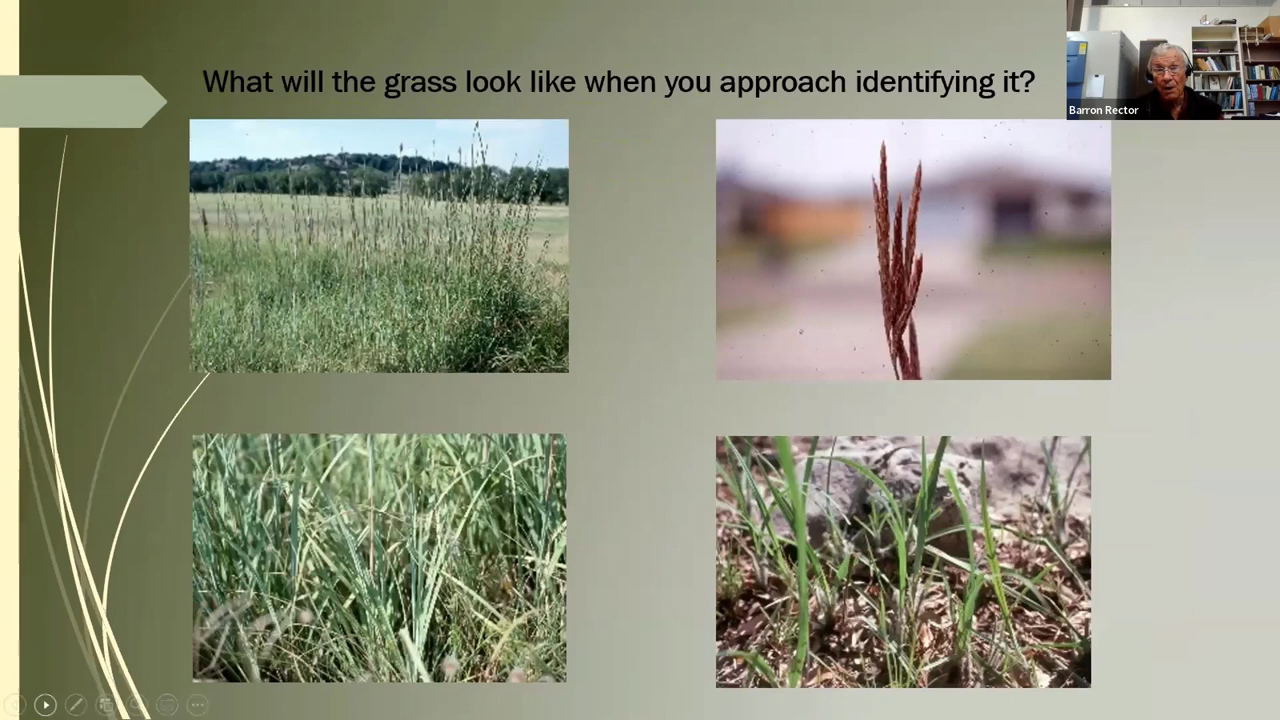 What will the grass look like when you approach identifying it?
Barron Rector